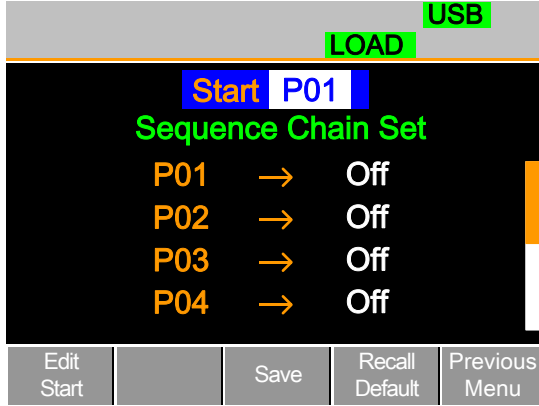 USB
LOAD
Start P01
Sequence Chain Set
P01 → Off
P02 → Off
P03 → Off
P04 → Off
Edit Start
Save
Recall Default
Previous Menu